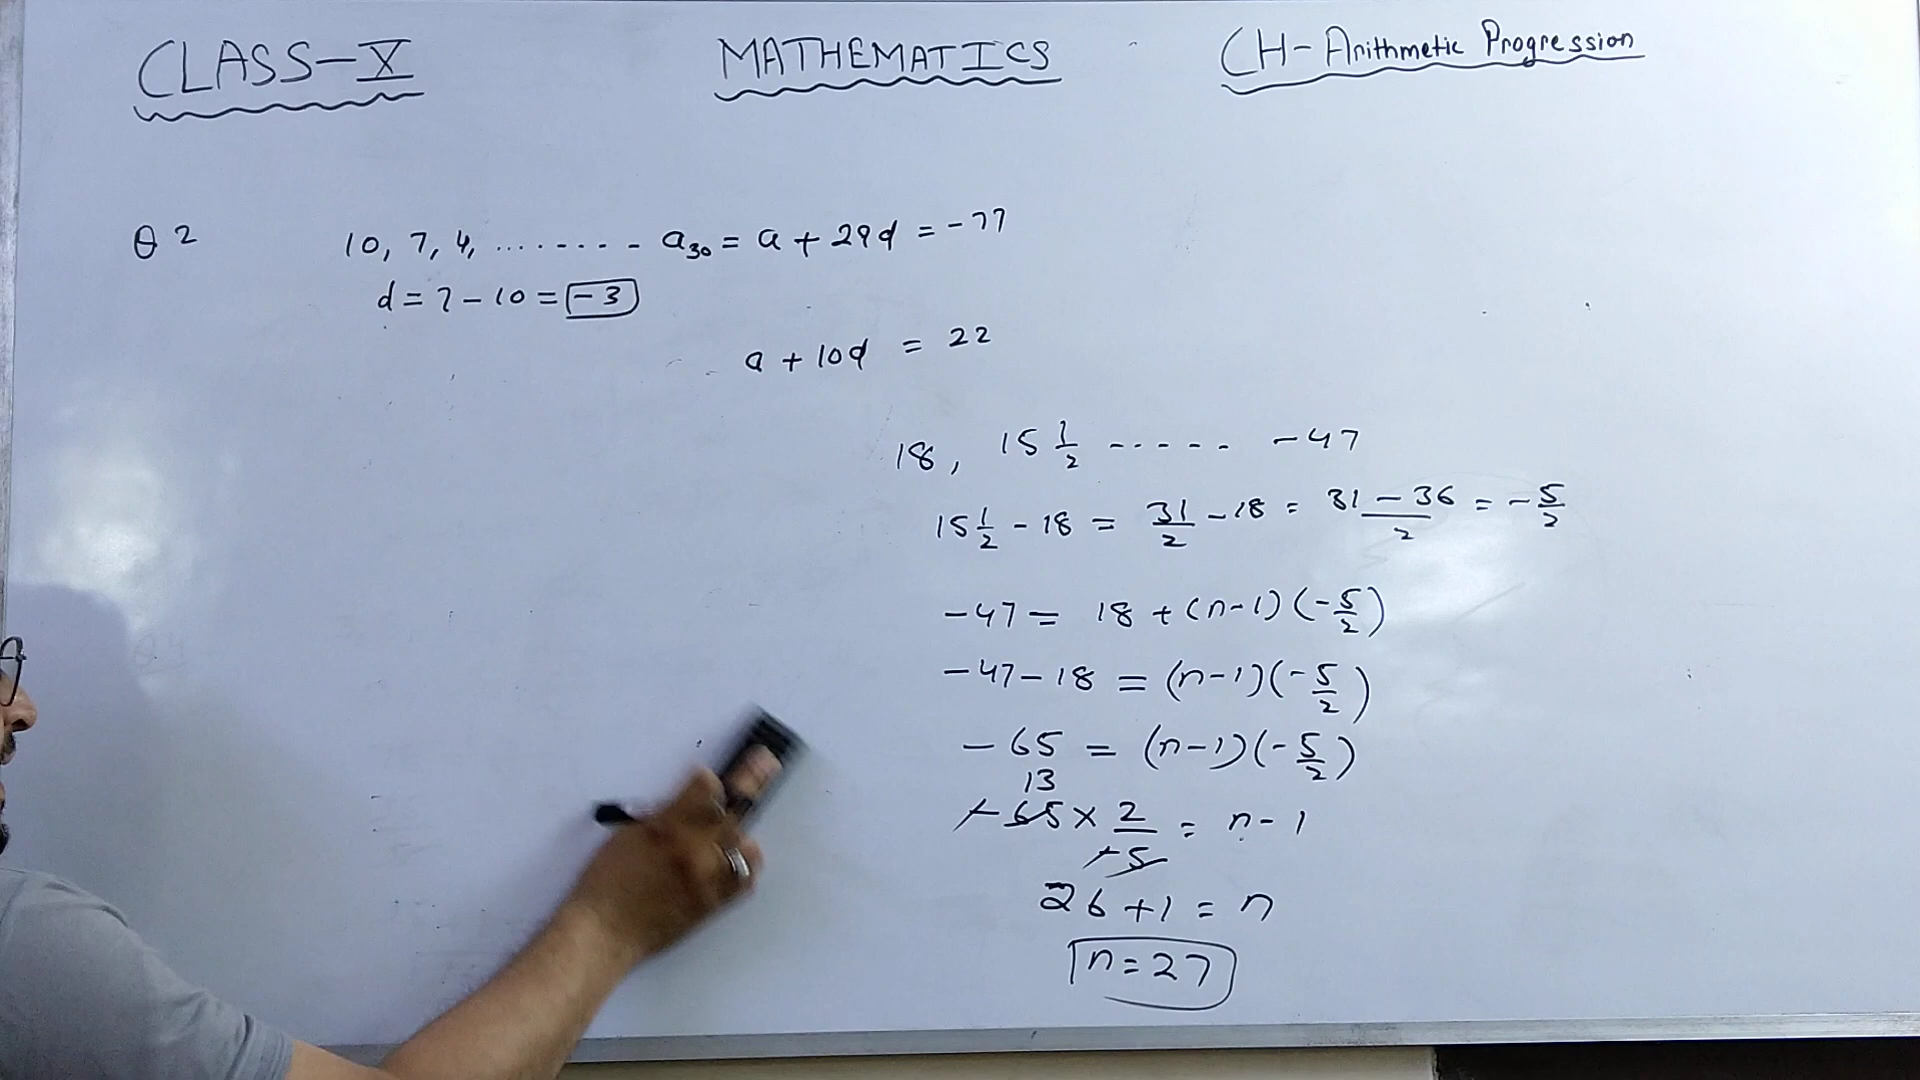 CLASS-X MATHEMATICS CH-Arithmetic Progression
Q 2 10, 7, 4, ........ a₃₀ = a + 29d = -77
d = 7 - 10 = -3
a + 10d = 22
18, 15 1/2 ----- -47
15 1/2 - 18 = 31/2 - 18 = (31 - 36)/2 = - 5/2
-47 = 18 + (n-1)(-5/2)
-47 - 18 = (n-1)(-5/2)
-65 = (n-1)(-5/2)
13
-65 × 2/-5 = n - 1
26 + 1 = n
n = 27